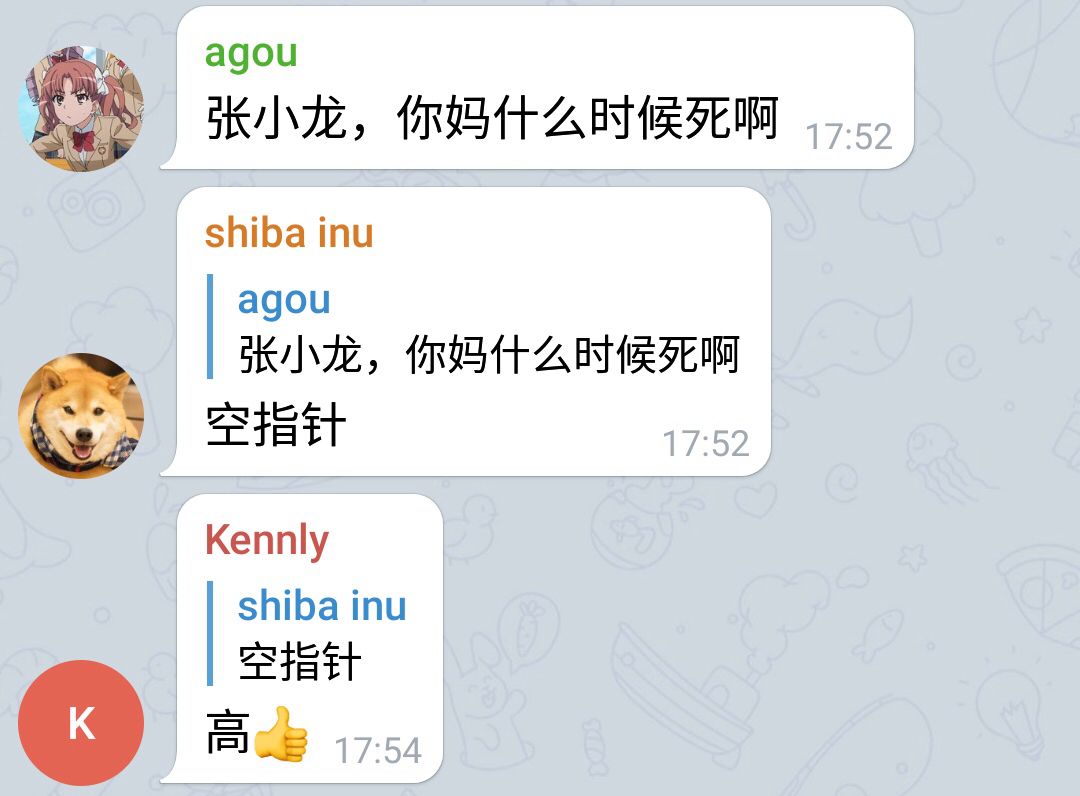 agou
张小龙，你妈什么时候死啊
17:52
shiba inu
agou
张小龙，你妈什么时候死啊
空指针
17:52
Kennly
shiba inu
空指针
高👍
17:54
K